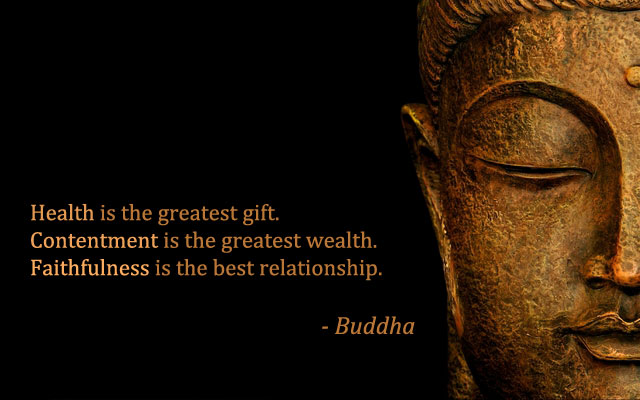 Health is the greatest gift.
Contentment is the greatest wealth.
Faithfulness is the best relationship.
- Buddha